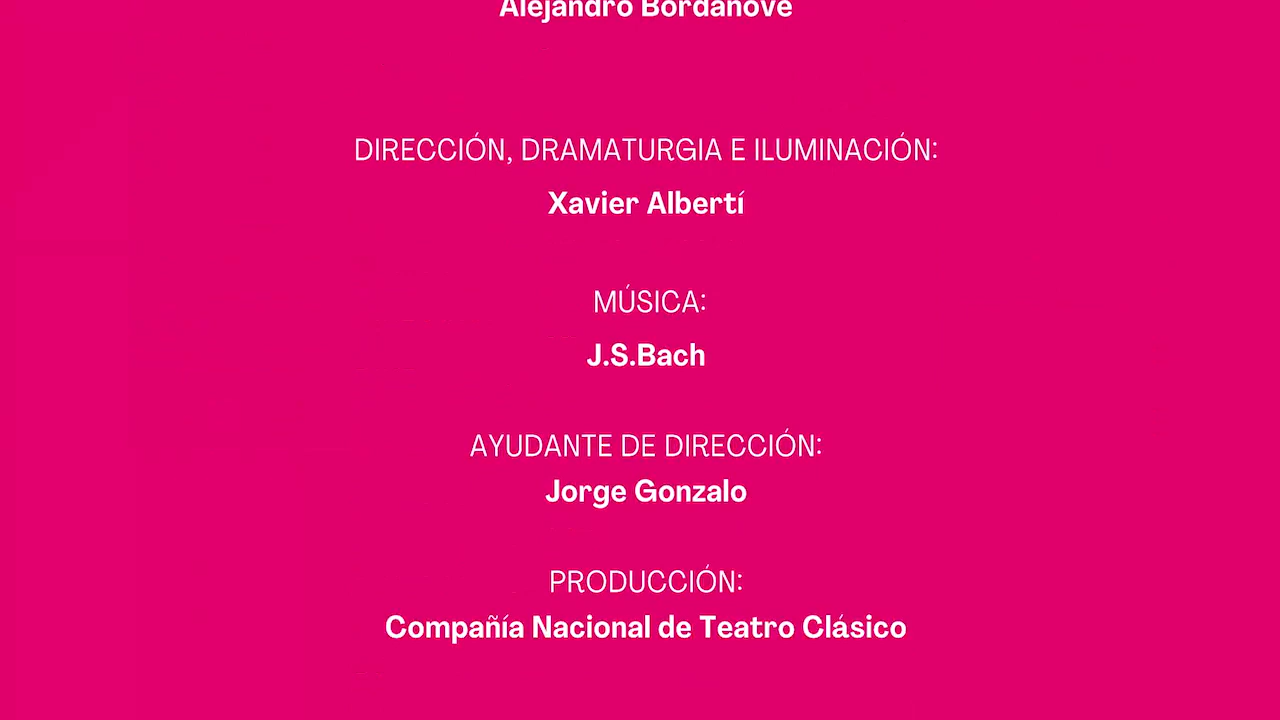 Alejandro Bordanove
DIRECCIÓN, DRAMATURGIA E ILUMINACIÓN:
Xavier Albertí
MÚSICA:
J.S.Bach
AYUDANTE DE DIRECCIÓN:
Jorge Gonzalo
PRODUCCIÓN:
Compañía Nacional de Teatro Clásico